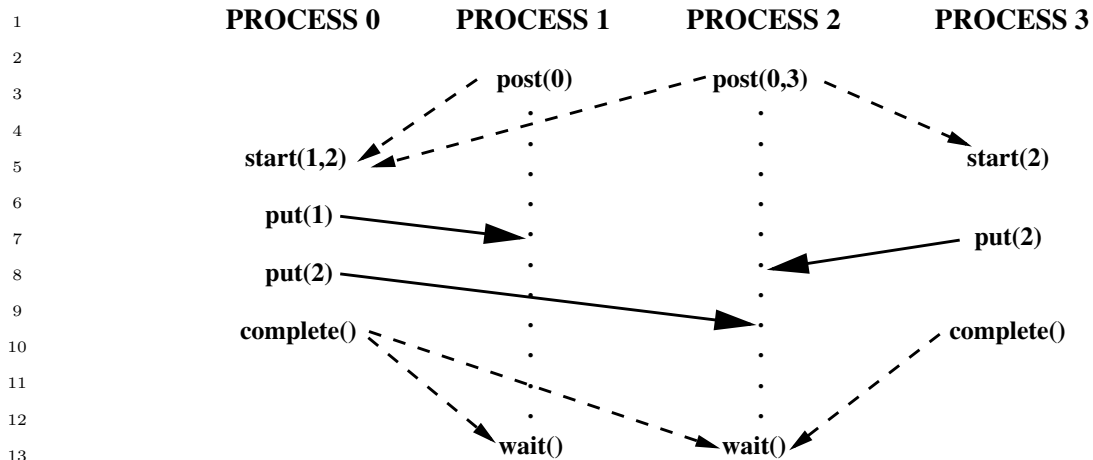 1 PROCESS 0 PROCESS 1 PROCESS 2 PROCESS 3
2
post(0) post(0,3)
3
4
start(1,2) start(2)
5
6
put(1)
7 put(2)
8 put(2)
9
complete() complete()
10
11
12
wait() wait()
13